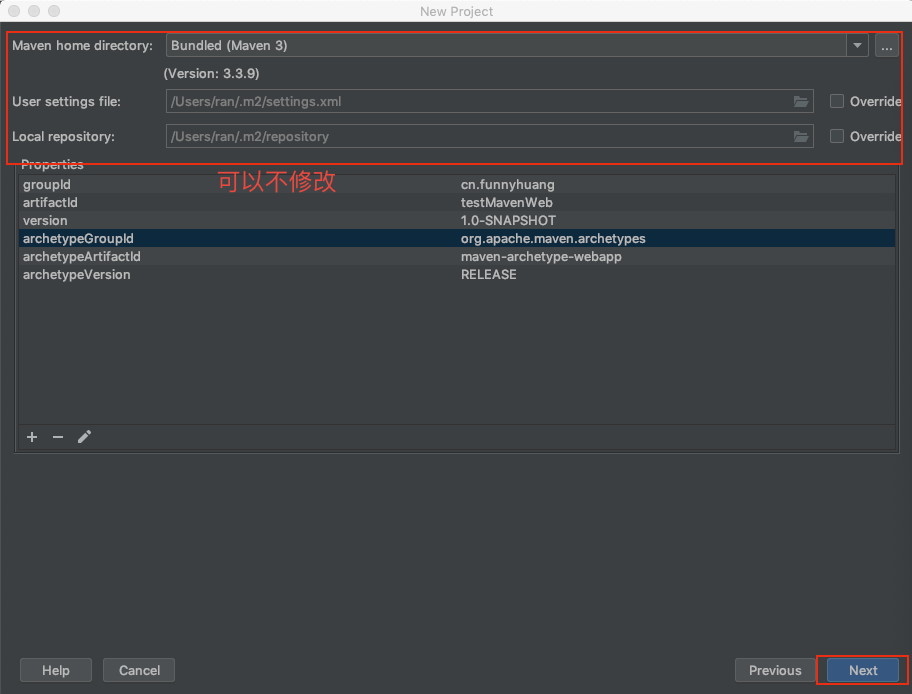 New Project
Maven home directory: Bundled (Maven 3) ...
(Version: 3.3.9)
User settings file: /Users/ran/.m2/settings.xml Override
Local repository: /Users/ran/.m2/repository Override
Properties
可以不修改
groupId cn.funnyhuang
artifactId testMavenWeb
version 1.0-SNAPSHOT
archetypeGroupId org.apache.maven.archetypes
archetypeArtifactId maven-archetype-webapp
archetypeVersion RELEASE
Help Cancel Previous Next